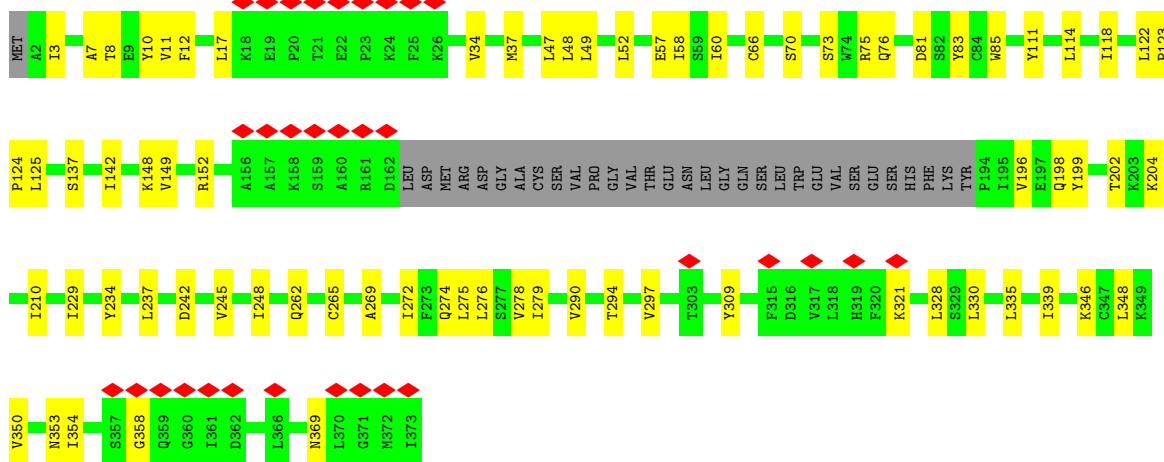 MET A2 I3 A7 T8 E9 Y10 V11 F12 L17 K18 E19 P20 T21 E22 P23 K24 F25 K26 V34 M37 L47 L48 L49 L52 E57 I58 S59 I60 C66 S70 S73 W74 R75 Q76 D81 S82 Y83 C84 W85 Y111 L114 I118 L122 P123
P124 L125 S137 I142 K148 V149 R152 A156 A157 K158 S159 A160 R161 D162 LEU ASP MET ARG ASP GLY ALA CYS SER VAL PRO GLY VAL THR GLU ASN LEU GLY GLN SER LEU TRP GLU VAL SER GLU SER HIS PHE LYS TYR P194 I195 V196 E197 Q198 Y199 T202 K203 K204
I210 I229 Y234 L237 D242 V245 I248 Q262 C265 A269 I272 F273 Q274 L275 L276 S277 V278 I279 V290 T294 V297 T303 Y309 F315 D316 V317 L318 H319 F320 K321 L328 S329 L330 L335 I339 K346 C347 L348 K349
V350 N353 I354 S357 G358 Q359 G360 I361 D362 L366 N369 L370 G371 M372 I373